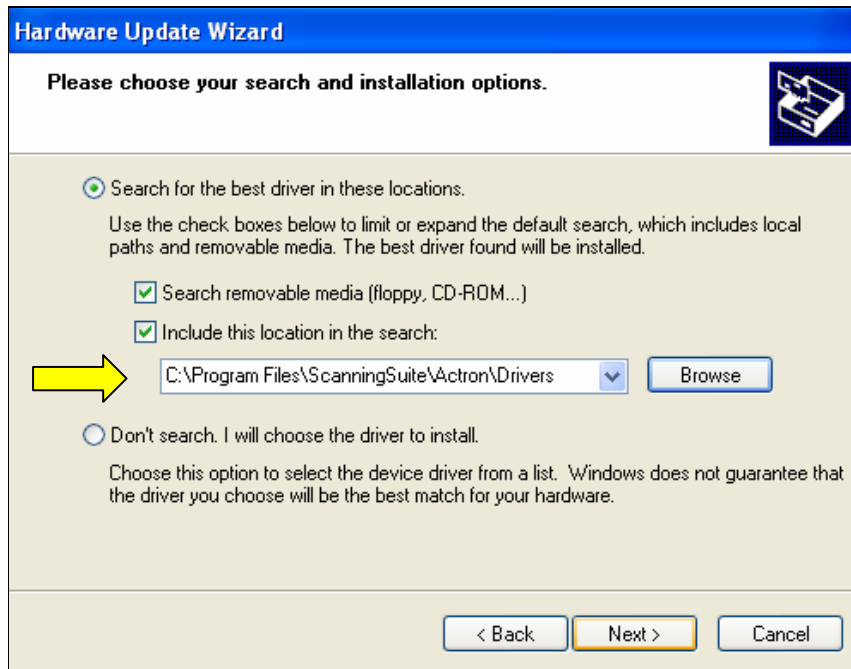 Hardware Update Wizard
Please choose your search and installation options.
Search for the best driver in these locations.
Use the check boxes below to limit or expand the default search, which includes local
paths and removable media. The best driver found will be installed.
Search removable media (floppy, CD-ROM...)
Include this location in the search:
C:\Program Files\ScanningSuite\Actron\Drivers
Browse
Don't search. I will choose the driver to install.
Choose this option to select the device driver from a list. Windows does not guarantee that
the driver you choose will be the best match for your hardware.
< Back
Next >
Cancel